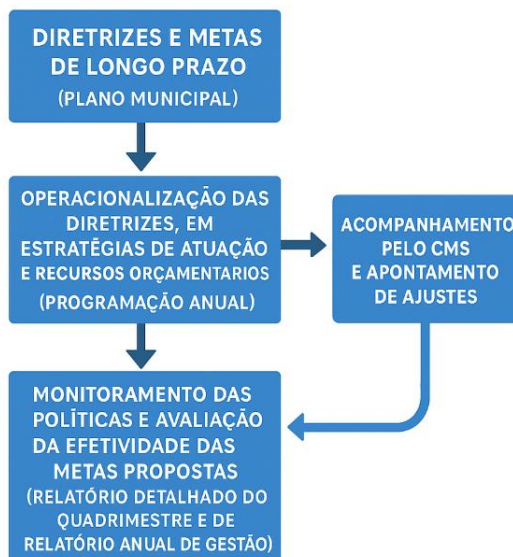 DIRETRIZES E METAS
DE LONGO PRAZO
(PLANO MUNICIPAL)
OPERACIONALIZAÇÃO DAS
DIRETRIZES, EM
ESTRATÉGIAS DE ATUAÇÃO
E RECURSOS ORÇAMENTARIOS
(PROGRAMAÇÃO ANUAL)
ACOMPANHAMENTO
PELO CMS
E APONTAMENTO
DE AJUSTES
MONITORAMENTO DAS
POLÍTICAS E AVALIAÇÃO
DA EFETIVIDADE DAS
METAS PROPOSTAS
(RELATÓRIO DETALHADO DO
QUADRIMESTRE E DE
RELATÓRIO ANUAL DE GESTÃO)